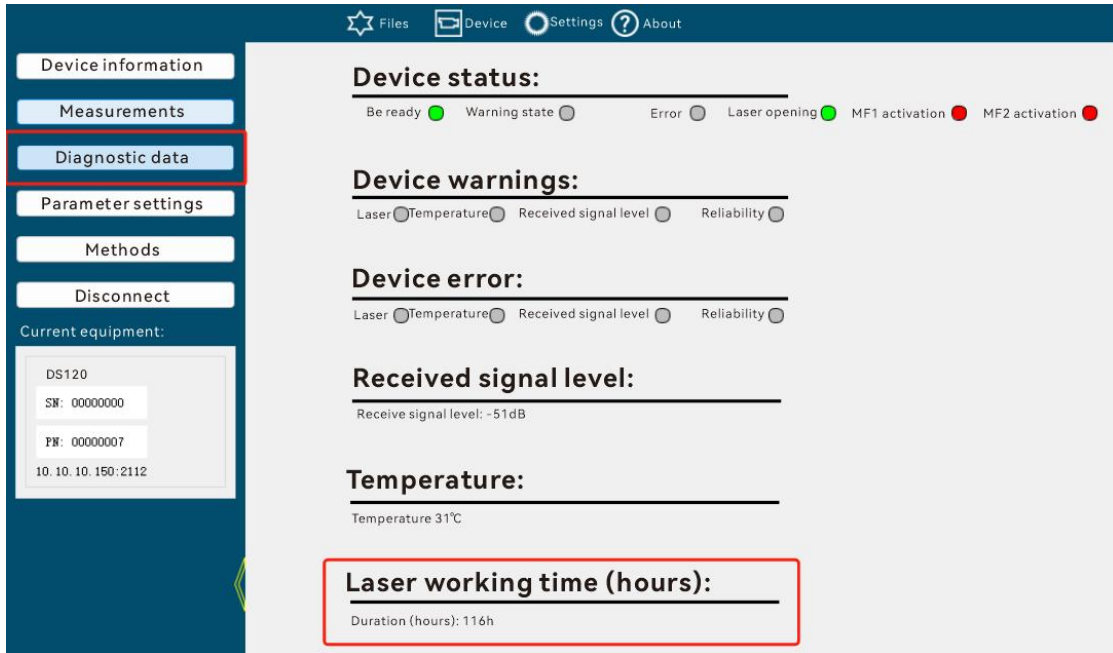 Files Device Settings About
Device information
Measurements
Diagnostic data
Parameter settings
Methods
Disconnect
Current equipment:
DS120
SN: 00000000
PN: 00000007
10.10.10.150:2112
Device status:
Be ready Warning state Error Laser opening MF1 activation MF2 activation
Device warnings:
Laser Temperature Received signal level Reliability
Device error:
Laser Temperature Received signal level Reliability
Received signal level:
Receive signal level: -51dB
Temperature:
Temperature 31℃
Laser working time (hours):
Duration (hours): 116h